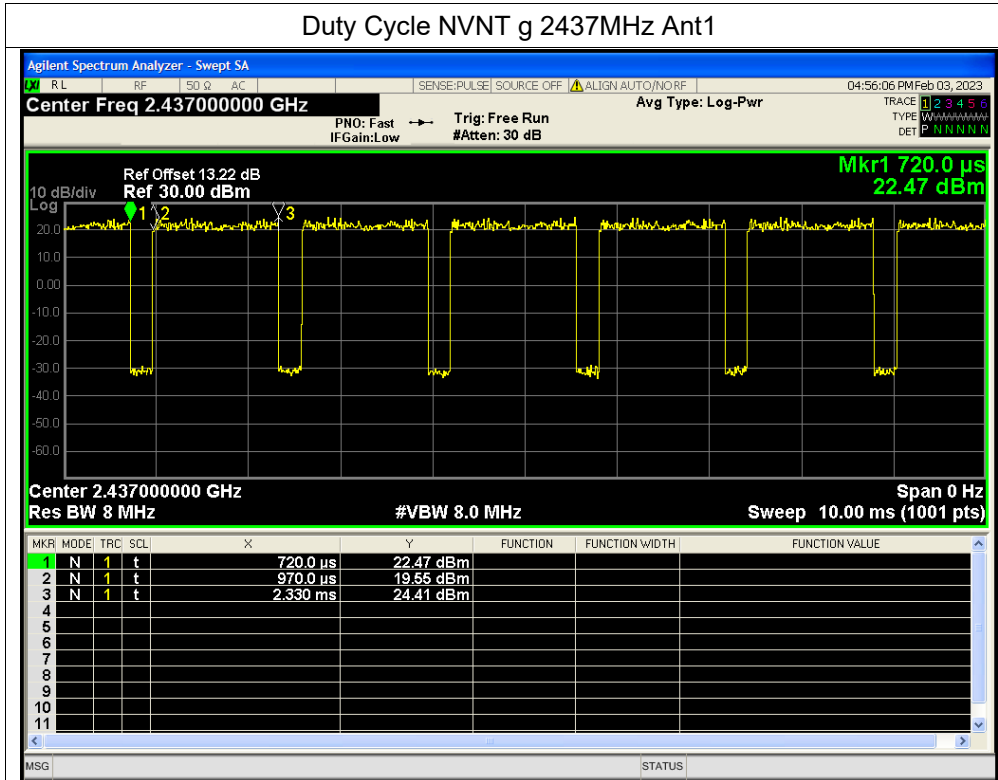 Duty Cycle NVNT g 2437MHz Ant1
Agilent Spectrum Analyzer - Swept SA
LXI RL RF 50 Ω AC SENSE:PULSE SOURCE OFF ALIGN AUTO/NO RF 04:56:06 PM Feb 03, 2023
Center Freq 2.437000000 GHz Avg Type: Log-Pwr TRACE 1 2 3 4 5 6
PNO: Fast Trig: Free Run TYPE W
IFGain:Low #Atten: 30 dB DET P N N N N N
Mkr1 720.0 µs
22.47 dBm
Ref Offset 13.22 dB
10 dB/div Ref 30.00 dBm
Log
1 2 3
20.0
10.0
0.00
-10.0
-20.0
-30.0
-40.0
-50.0
-60.0
Center 2.437000000 GHz Span 0 Hz
Res BW 8 MHz #VBW 8.0 MHz Sweep 10.00 ms (1001 pts)
MKR MODE TRC SCL X Y FUNCTION FUNCTION WIDTH FUNCTION VALUE
1 N 1 t 720.0 µs 22.47 dBm
2 N 1 t 970.0 µs 19.55 dBm
3 N 1 t 2.330 ms 24.41 dBm
4
5
6
7
8
9
10
11
MSG STATUS